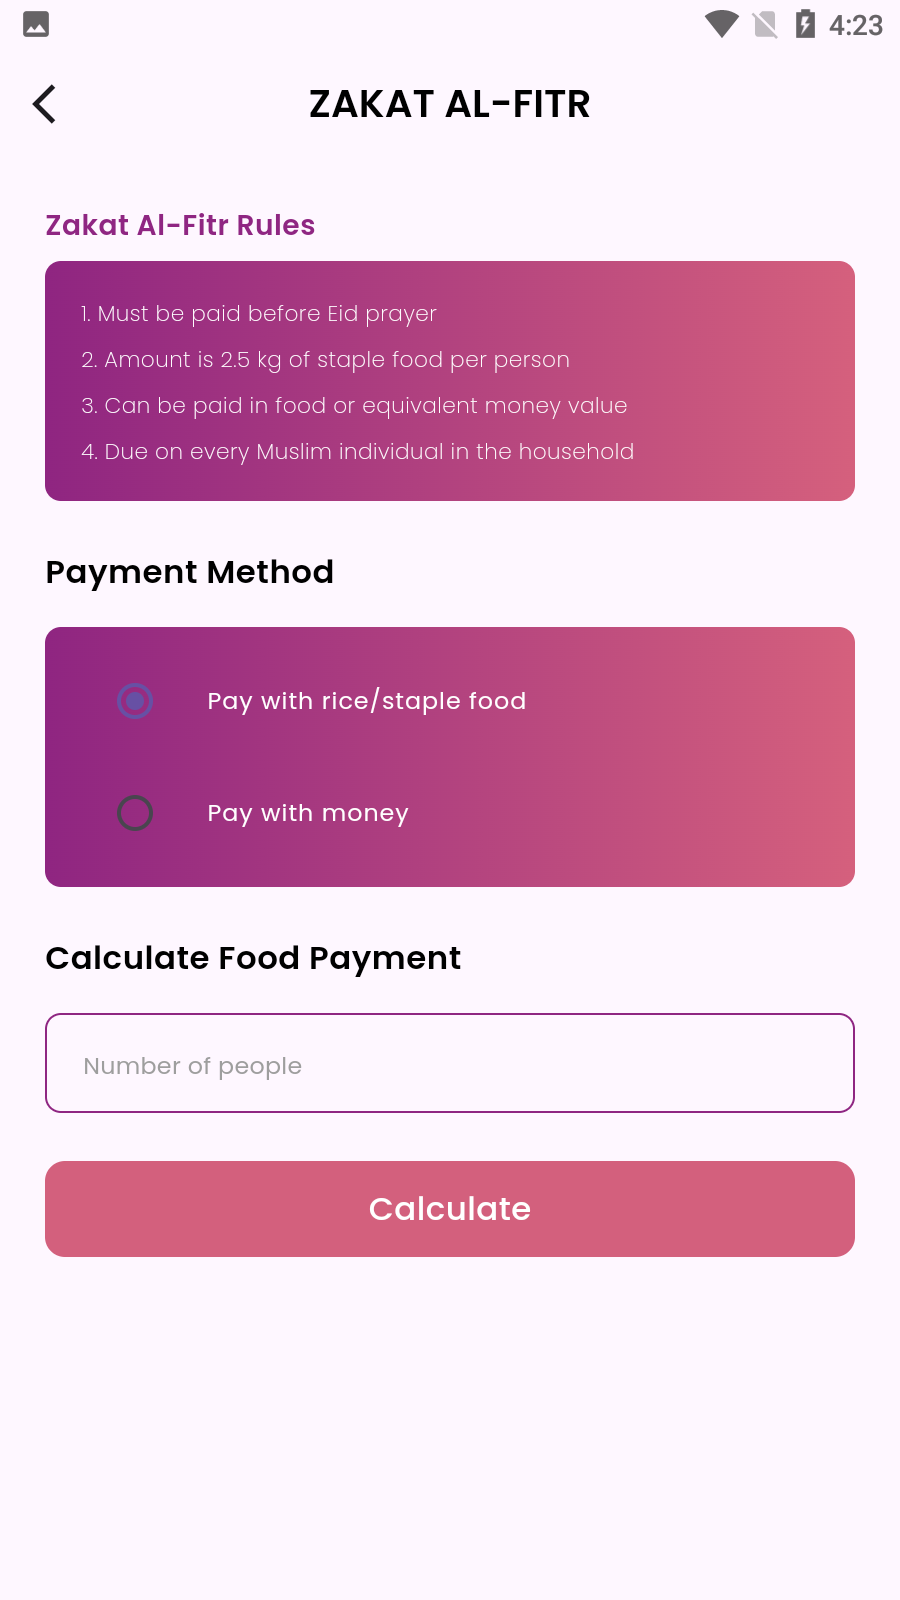 4:23
ZAKAT AL-FITR
Zakat Al-Fitr Rules
1. Must be paid before Eid prayer
2. Amount is 2.5 kg of staple food per person
3. Can be paid in food or equivalent money value
4. Due on every Muslim individual in the household
Payment Method
Pay with rice/staple food
Pay with money
Calculate Food Payment
Number of people
Calculate